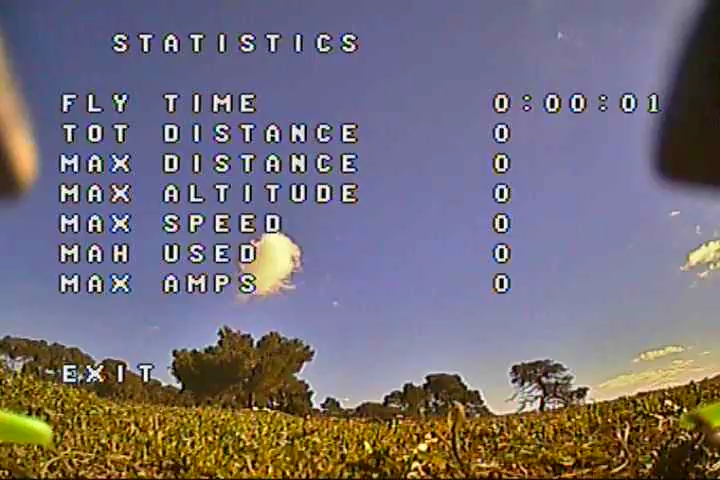 STATISTICS
FLY TIME 0:00:01
TOT DISTANCE 0
MAX DISTANCE 0
MAX ALTITUDE 0
MAX SPEED 0
MAH USED 0
MAX AMPS 0
EXIT